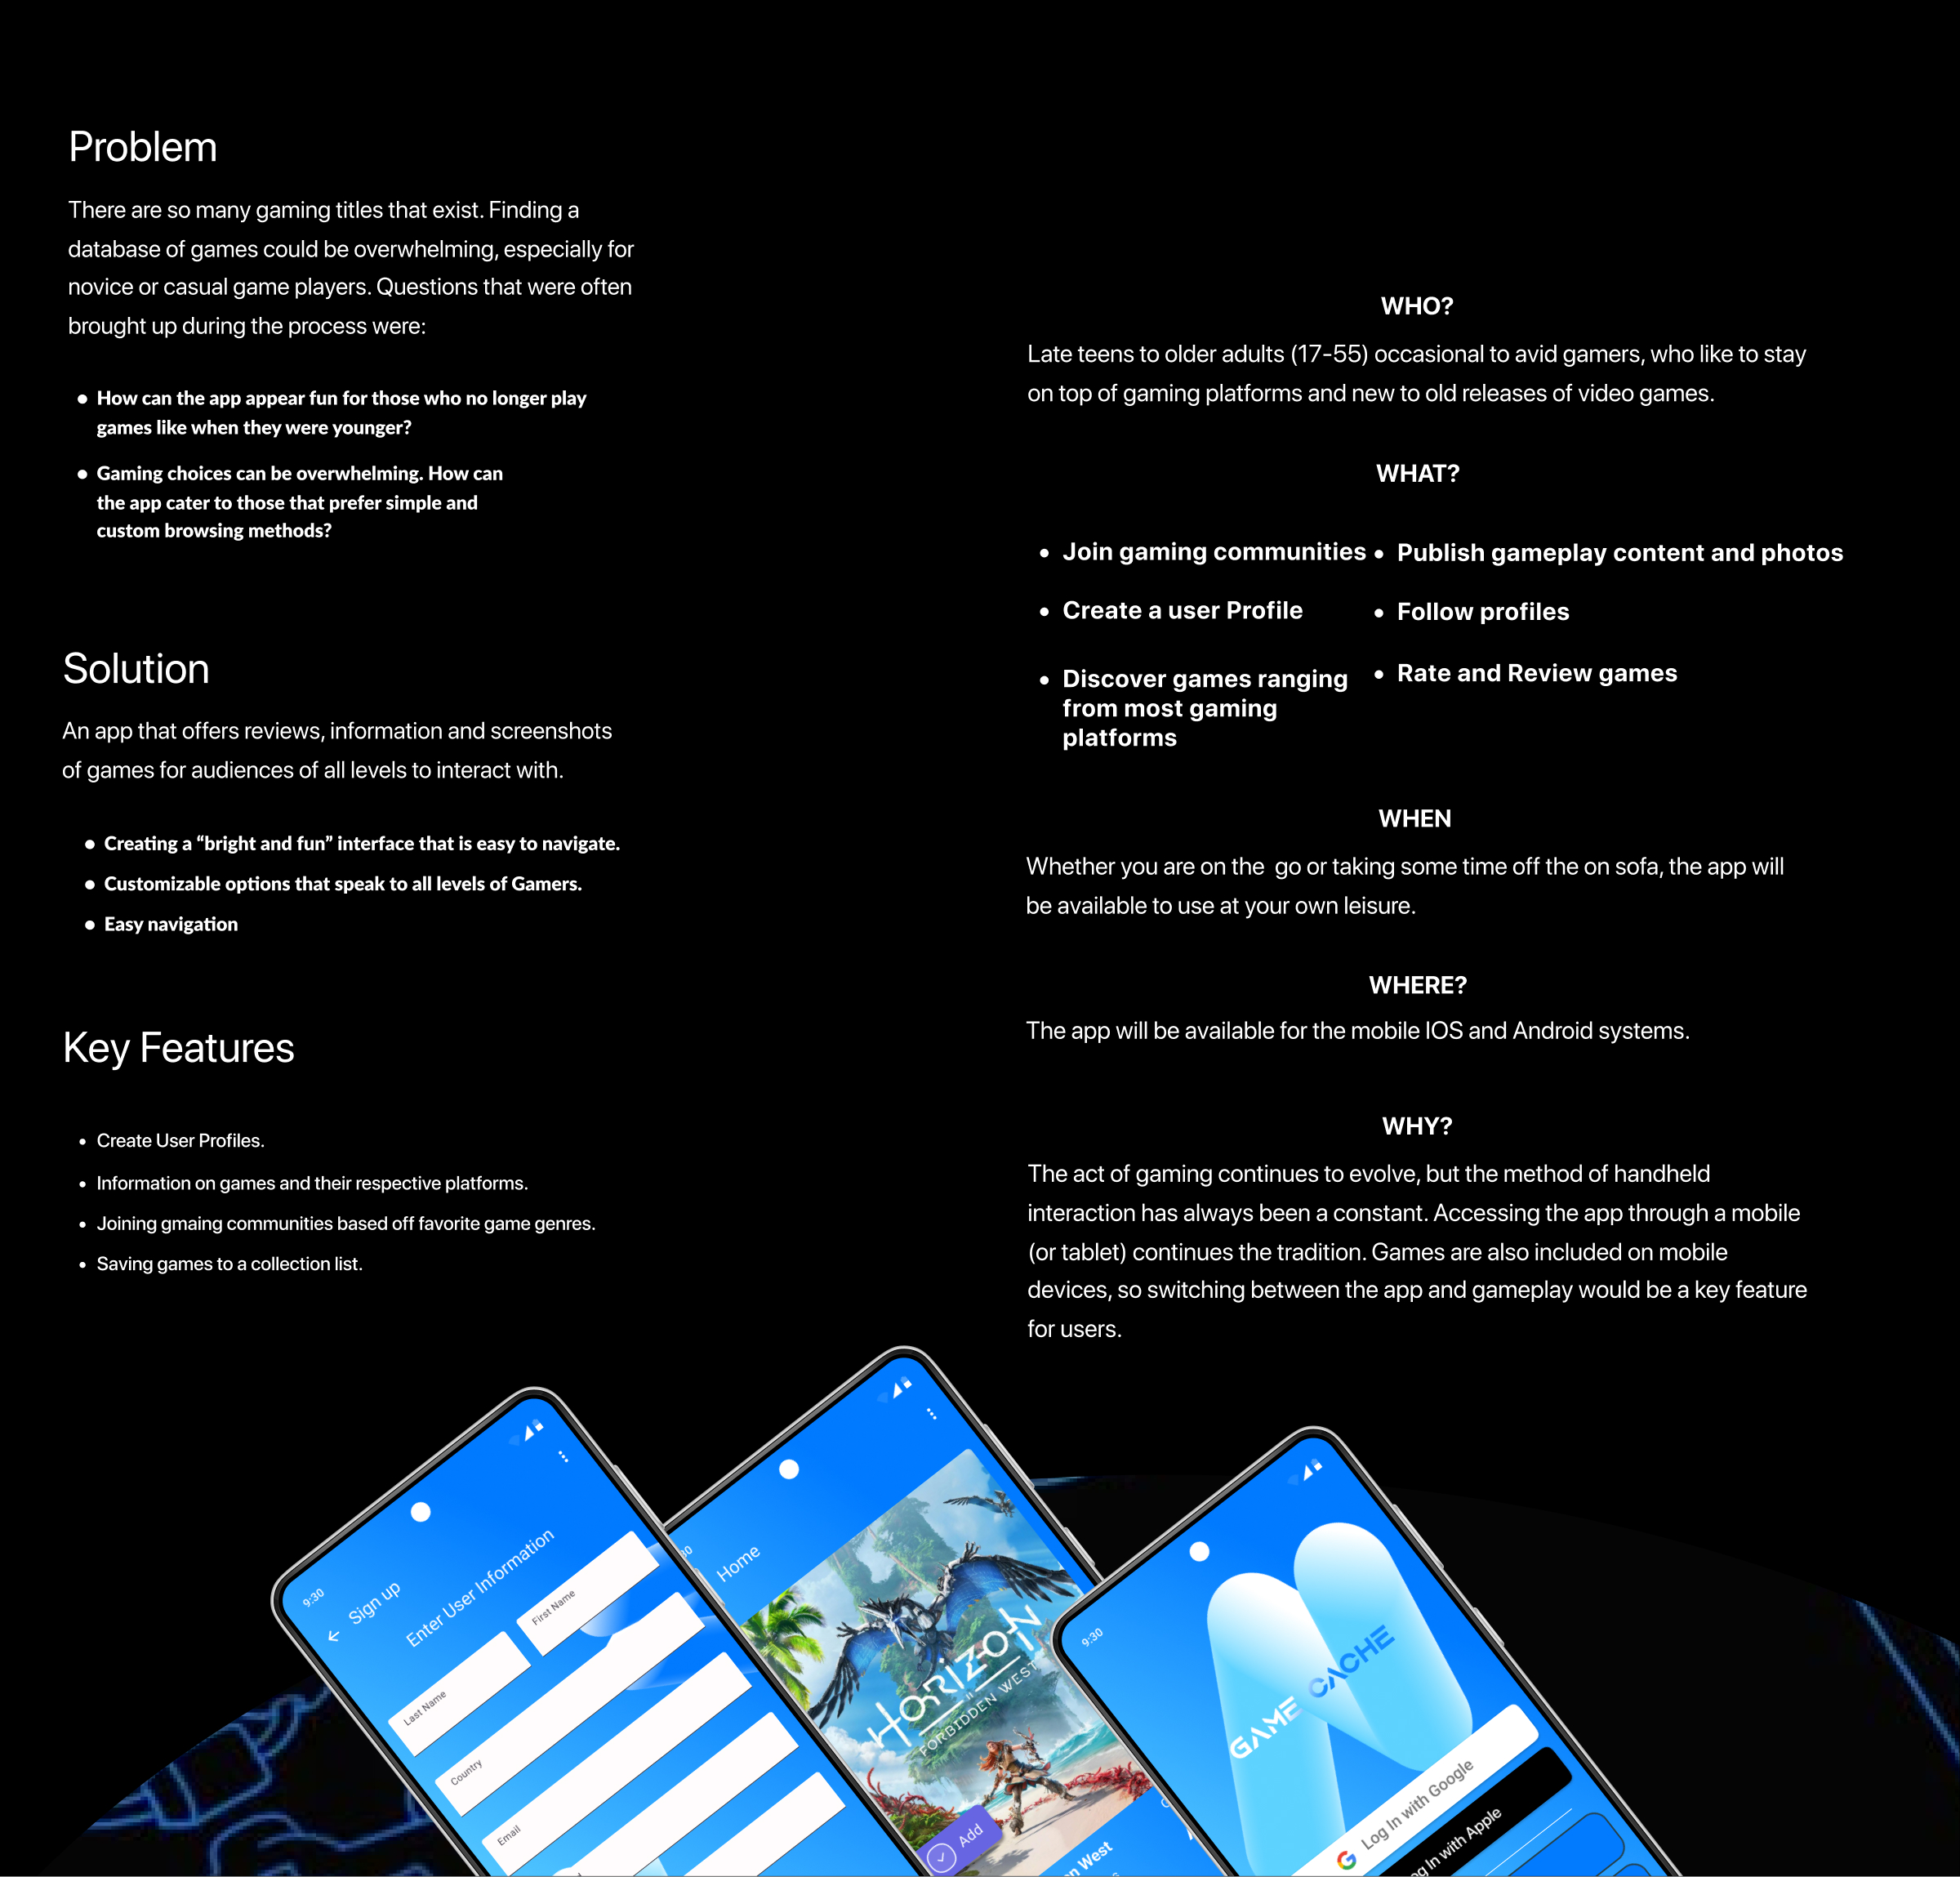 Problem
There are so many gaming titles that exist. Finding a
database of games could be overwhelming, especially for
novice or casual game players. Questions that were often
brought up during the process were:
• How can the app appear fun for those who no longer play
games like when they were younger?
• Gaming choices can be overwhelming. How can
the app cater to those that prefer simple and
custom browsing methods?
Solution
An app that offers reviews, information and screenshots
of games for audiences of all levels to interact with.
• Creating a “bright and fun” interface that is easy to navigate.
• Customizable options that speak to all levels of Gamers.
• Easy navigation
Key Features
• Create User Profiles.
• Information on games and their respective platforms.
• Joining gmaing communities based off favorite game genres.
• Saving games to a collection list.
WHO?
Late teens to older adults (17-55) occasional to avid gamers, who like to stay
on top of gaming platforms and new to old releases of video games.
WHAT?
• Join gaming communities
• Create a user Profile
• Discover games ranging
from most gaming
platforms
• Publish gameplay content and photos
• Follow profiles
• Rate and Review games
WHEN
Whether you are on the  go or taking some time off the on sofa, the app will
be available to use at your own leisure.
WHERE?
The app will be available for the mobile IOS and Android systems.
WHY?
The act of gaming continues to evolve, but the method of handheld
interaction has always been a constant. Accessing the app through a mobile
(or tablet) continues the tradition. Games are also included on mobile
devices, so switching between the app and gameplay would be a key feature
for users.
9:30
Sign up
Enter User Information
Last Name
First Name
Country
Email
30
Home
HORIZON
FORBIDDEN WEST
Add
n West
9:30
GAME CACHE
Log In with Google
og In with Apple